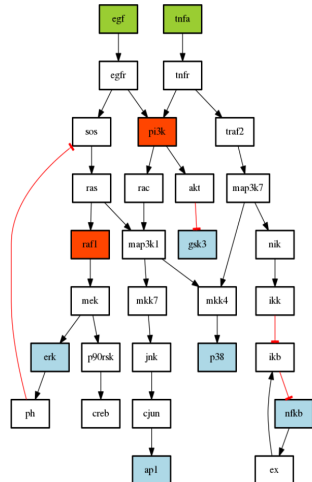 egf tnfa
egfr tnfr
sos pi3k traf2
ras rac akt map3k7
raf1 map3k1 gsk3 nik
mek mkk7 mkk4 ikk
erk p90rsk jnk p38 ikb
ph creb cjun nfkb
ap1 ex